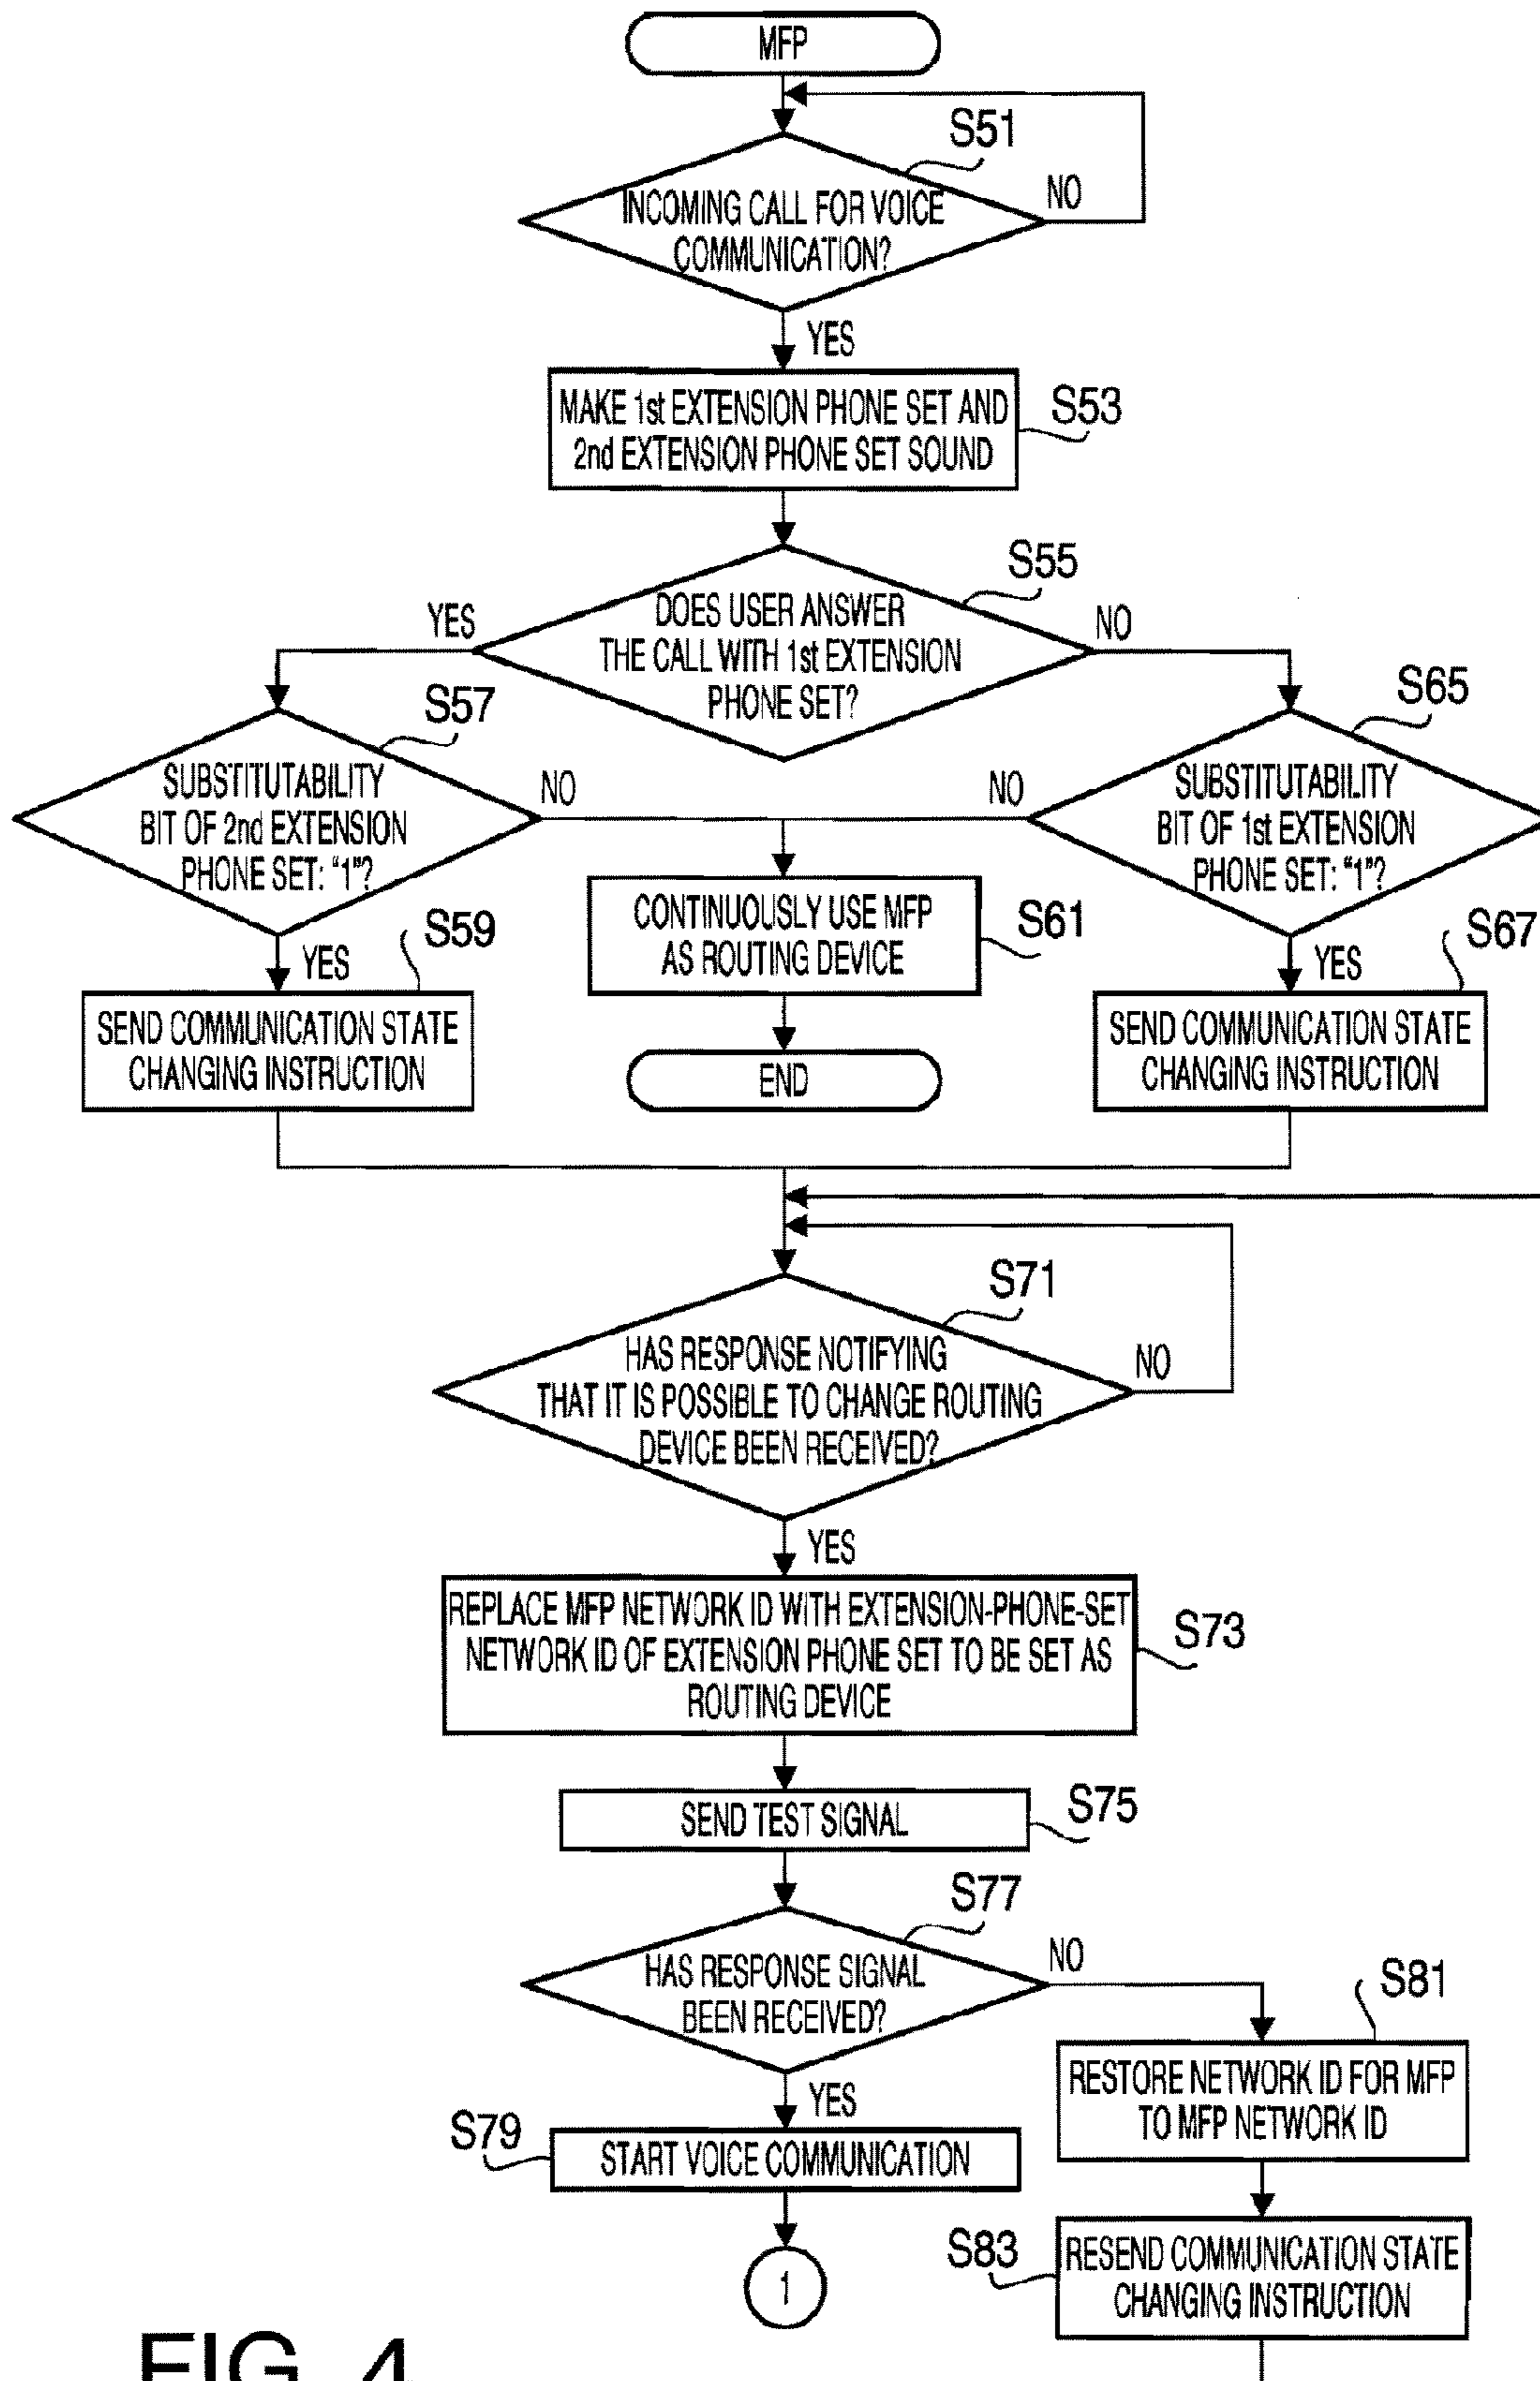 MFP
S51
INCOMING CALL FOR VOICE
COMMUNICATION?
NO
YES
MAKE 1st EXTENSION PHONE SET AND
2nd EXTENSION PHONE SET SOUND
S53
S55
DOES USER ANSWER
THE CALL WITH 1st EXTENSION
PHONE SET?
YES
NO
S57
SUBSTITUTABILITY
BIT OF 2nd EXTENSION
PHONE SET: "1"?
NO
S65
SUBSTITUTABILITY
BIT OF 1st EXTENSION
PHONE SET: "1"?
NO
YES
S59
SEND COMMUNICATION STATE
CHANGING INSTRUCTION
CONTINUOUSLY USE MFP
AS ROUTING DEVICE
S61
END
YES
S67
SEND COMMUNICATION STATE
CHANGING INSTRUCTION
S71
HAS RESPONSE NOTIFYING
THAT IT IS POSSIBLE TO CHANGE ROUTING
DEVICE BEEN RECEIVED?
NO
YES
REPLACE MFP NETWORK ID WITH EXTENSION-PHONE-SET
NETWORK ID OF EXTENSION PHONE SET TO BE SET AS
ROUTING DEVICE
S73
SEND TEST SIGNAL
S75
S77
HAS RESPONSE SIGNAL
BEEN RECEIVED?
NO
YES
S81
RESTORE NETWORK ID FOR MFP
TO MFP NETWORK ID
S79
START VOICE COMMUNICATION
1
S83
RESEND COMMUNICATION STATE
CHANGING INSTRUCTION
FIG. 4